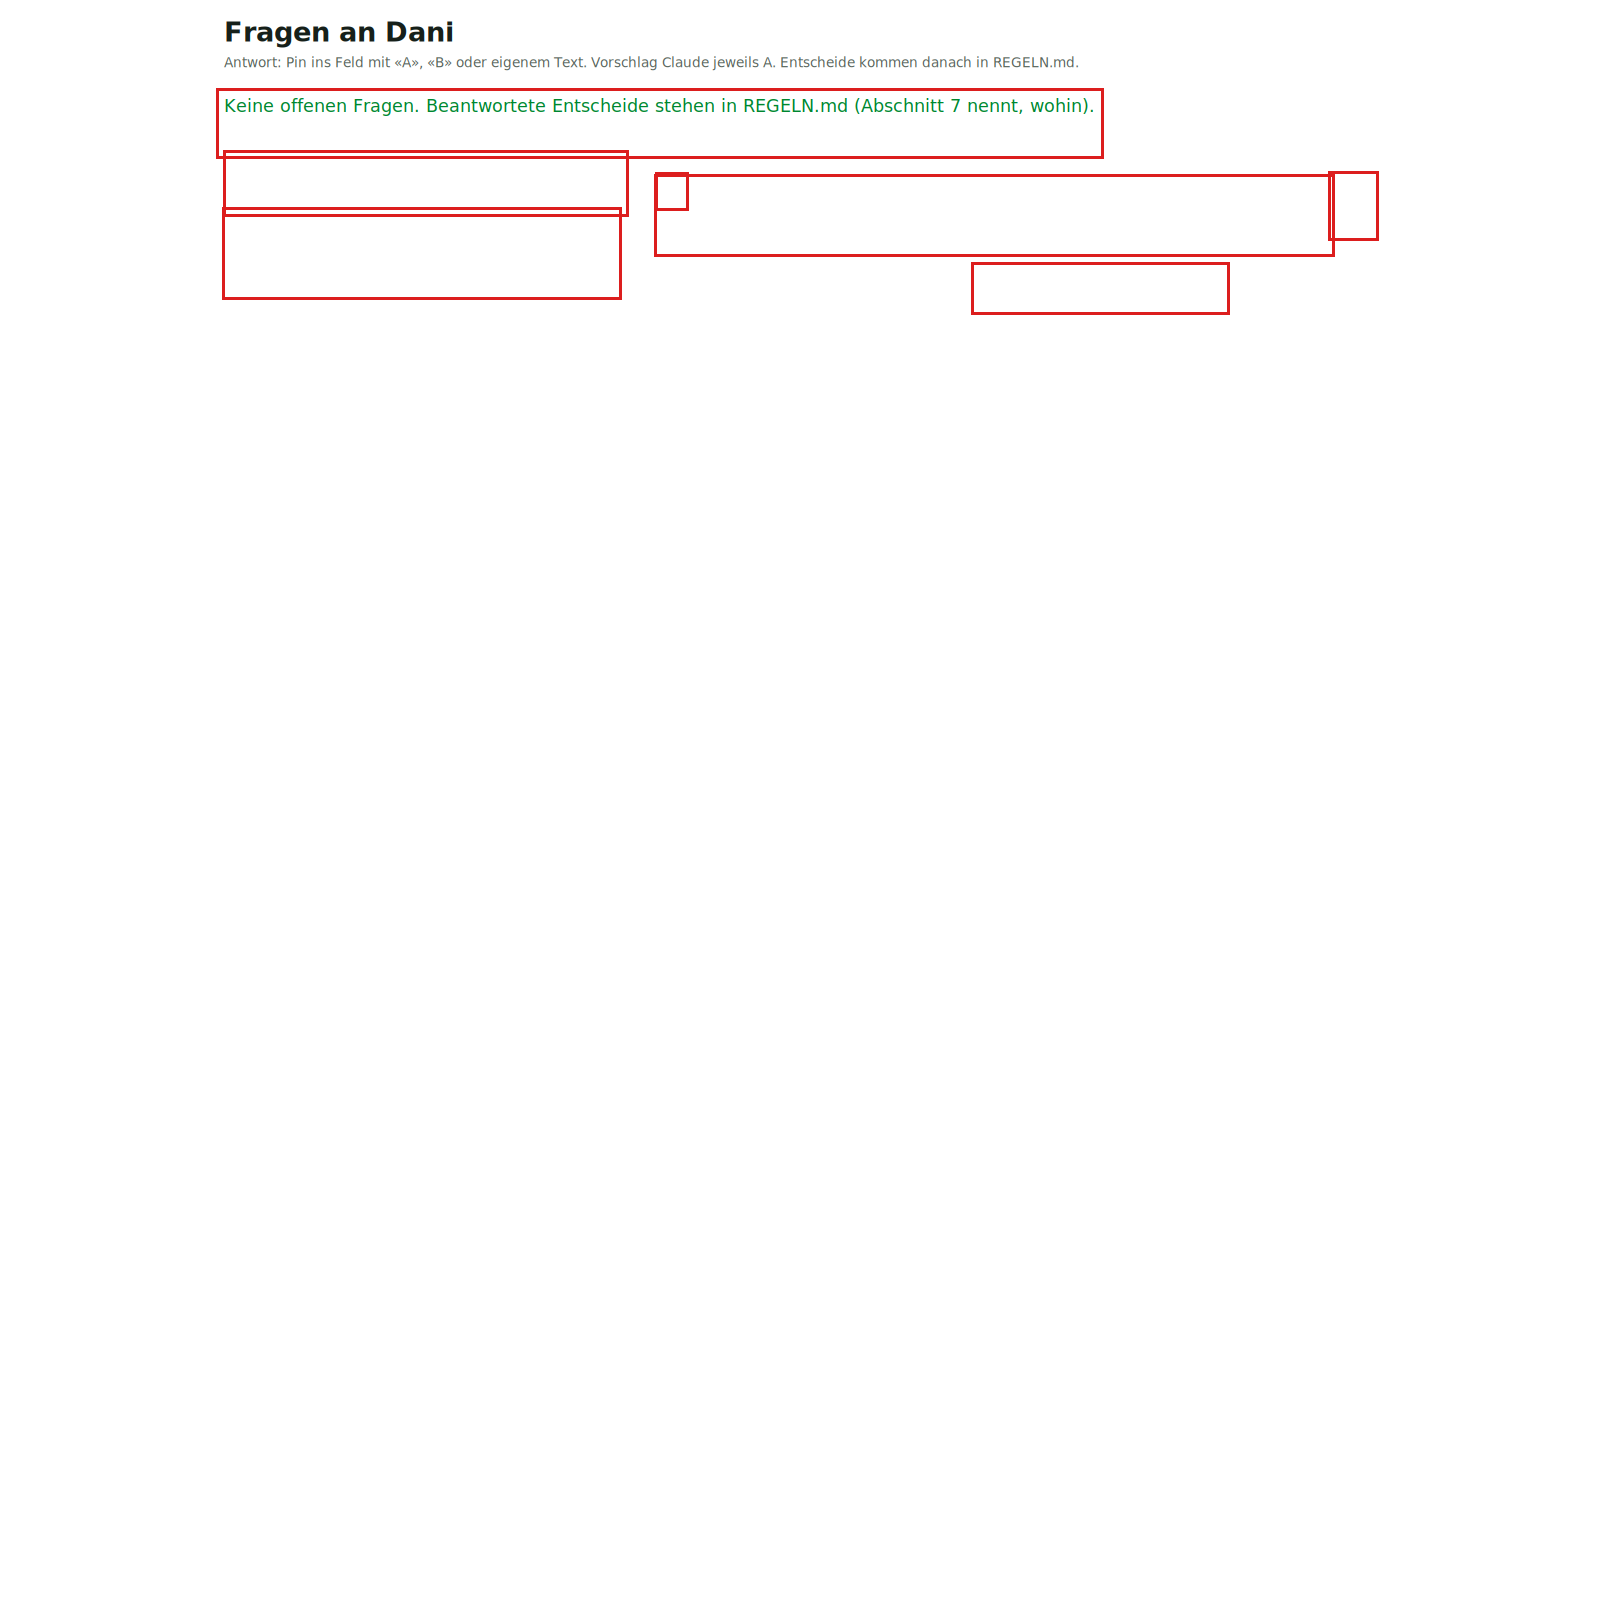 Fragen an Dani
Antwort: Pin ins Feld mit «A», «B» oder eigenem Text. Vorschlag Claude jeweils A. Entscheide kommen danach in REGELN.md.
Keine offenen Fragen. Beantwortete Entscheide stehen in REGELN.md (Abschnitt 7 nennt, wohin).